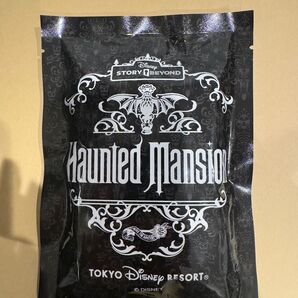 Disney
STORY BEYOND
Haunted Mansion
TOKYO Disney RESORT®
© DISNEY